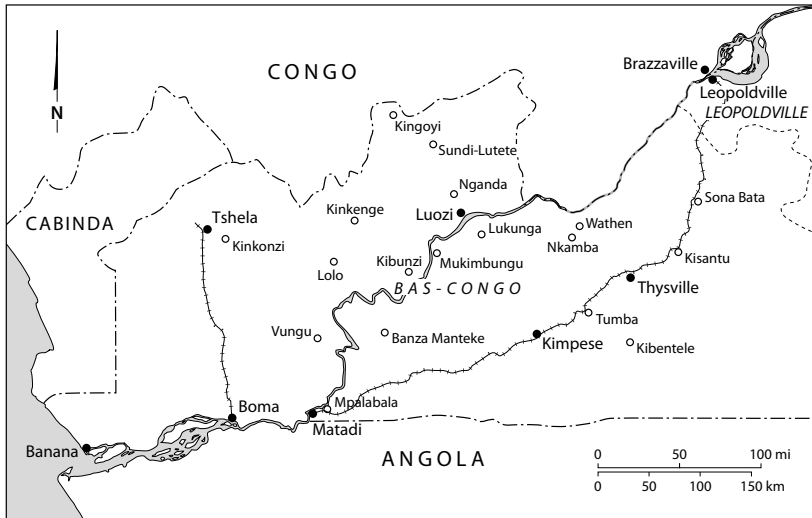 CONGO
Brazzaville
Leopoldville
LEOPOLDVILLE
N
Kingoyi
Sundi-Lutete
Nganda
Sona Bata
CABINDA
Tshela
Kinkenge
Luozi
Lukunga
Wathen
Kinkonzi
Nkamba
Lolo
Kibunzi
Mukimbungu
Kisantu
BAS-CONGO
Thysville
Vungu
Banza Manteke
Tumba
Kimpese
Kibentele
Boma
Mpalabala
Matadi
Banana
ANGOLA
0 50 100 mi
0 50 100 150 km